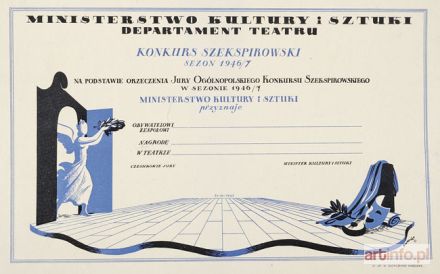 MINISTERSTWO KULTURY i SZTUKI
DEPARTAMENT TEATRU
KONKURS SZEKSPIROWSKI
SEZON 1946/7
NA PODSTAWIE ORZECZENIA JURY OGÓLNOPOLSKIEGO KONKURSU SZEKSPIROWSKIEGO
W SEZONIE 1946/7
MINISTERSTWO KULTURY I SZTUKI
przyznaje
OBYWATELOWI
ZESPOŁOWI
NAGRODĘ
W TEATRZE
CZŁONKOWIE JURY
MINISTER KULTURY I SZTUKI
artinfo.pl